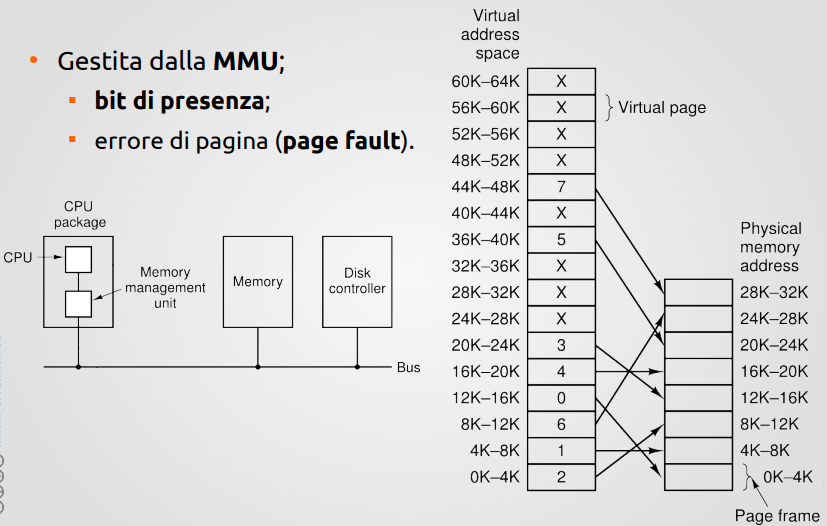 • Gestita dalla MMU;
▪ bit di presenza;
▪ errore di pagina (page fault).
CPU
package
CPU
Memory
management
unit
Memory
Disk
controller
Bus
Virtual
address
space
60K–64K X
56K–60K X
Virtual page
52K–56K X
48K–52K X
44K–48K 7
40K–44K X
36K–40K 5
32K–36K X
28K–32K X
24K–28K X
20K–24K 3
16K–20K 4
12K–16K 0
8K–12K 6
4K–8K 1
0K–4K 2
Physical
memory
address
28K–32K
24K–28K
20K–24K
16K–20K
12K–16K
8K–12K
4K–8K
0K–4K
Page frame